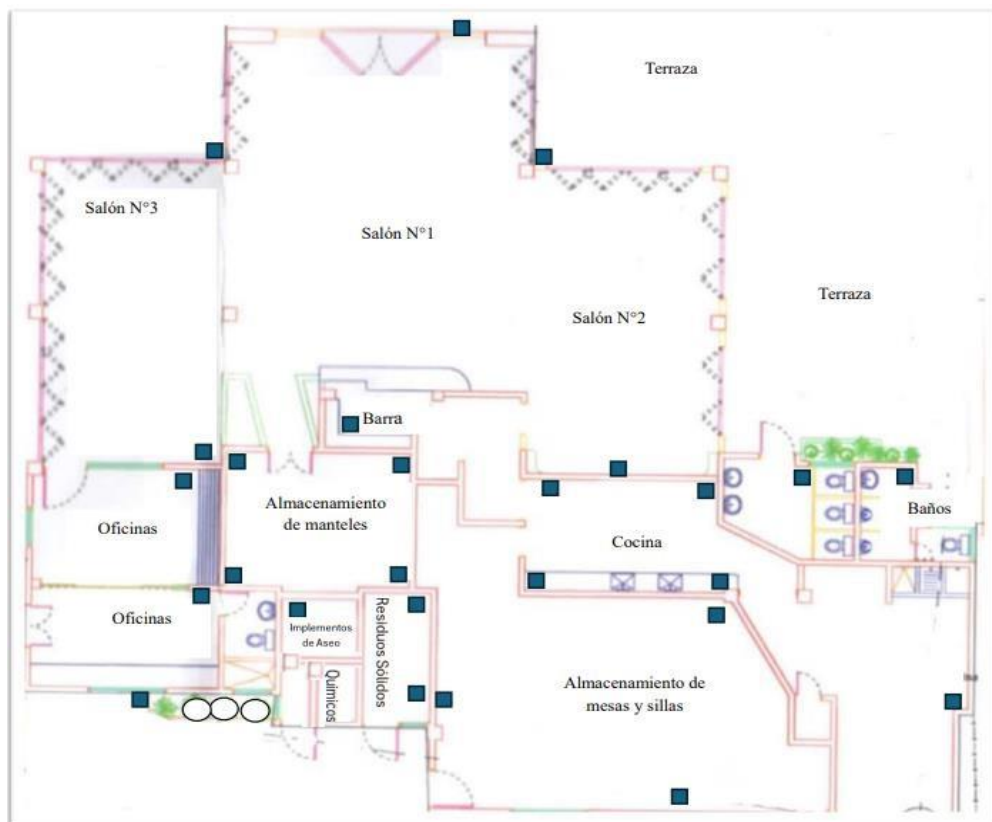 Terraza
Salón N°3
Salón N°1
Terraza
Salón N°2
Barra
Almacenamiento
de manteles
Baños
Oficinas
Cocina
Oficinas
Implementos
de Aseo
Residuos Sólidos
Químicos
Almacenamiento de
mesas y sillas